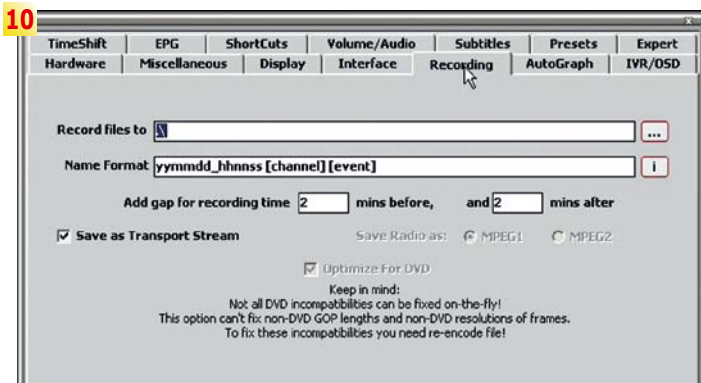 10
x
TimeShift EPG ShortCuts Volume/Audio Subtitles Presets Expert
Hardware Miscellaneous Display Interface Recording AutoGraph IVR/OSD
Record files to .\ ...
Name Format yymmdd_hhnnss [channel] [event] i
Add gap for recording time 2 mins before, and 2 mins after
Save as Transport Stream Save Radio as: MPEG1 MPEG2
Optimize For DVD
Keep in mind:
Not all DVD incompatibilities can be fixed on-the-fly!
This option can't fix non-DVD GOP lengths and non-DVD resolutions of frames.
To fix these incompatibilities you need re-encode file!